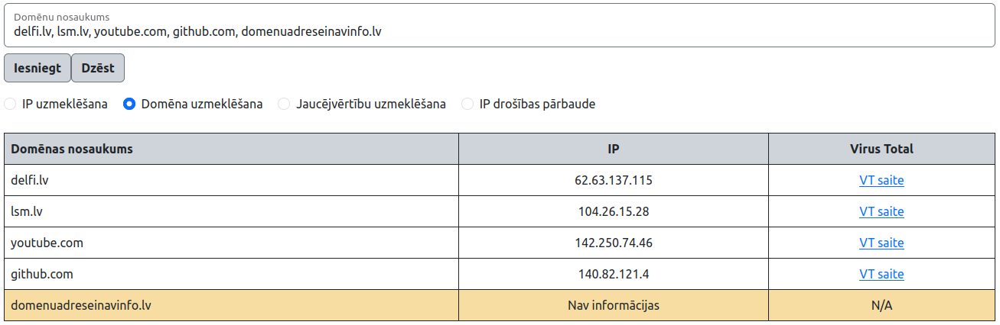 Domēnu nosaukums
delfi.lv, lsm.lv, youtube.com, github.com, domenuadreseinavinfo.lv
Iesniegt Dzēst
IP uzmeklēšana Domēna uzmeklēšana Jaucējvērtību uzmeklēšana IP drošības pārbaude
Domēnas nosaukums IP Virus Total
delfi.lv 62.63.137.115 VT saite
lsm.lv 104.26.15.28 VT saite
youtube.com 142.250.74.46 VT saite
github.com 140.82.121.4 VT saite
domenuadreseinavinfo.lv Nav informācijas N/A